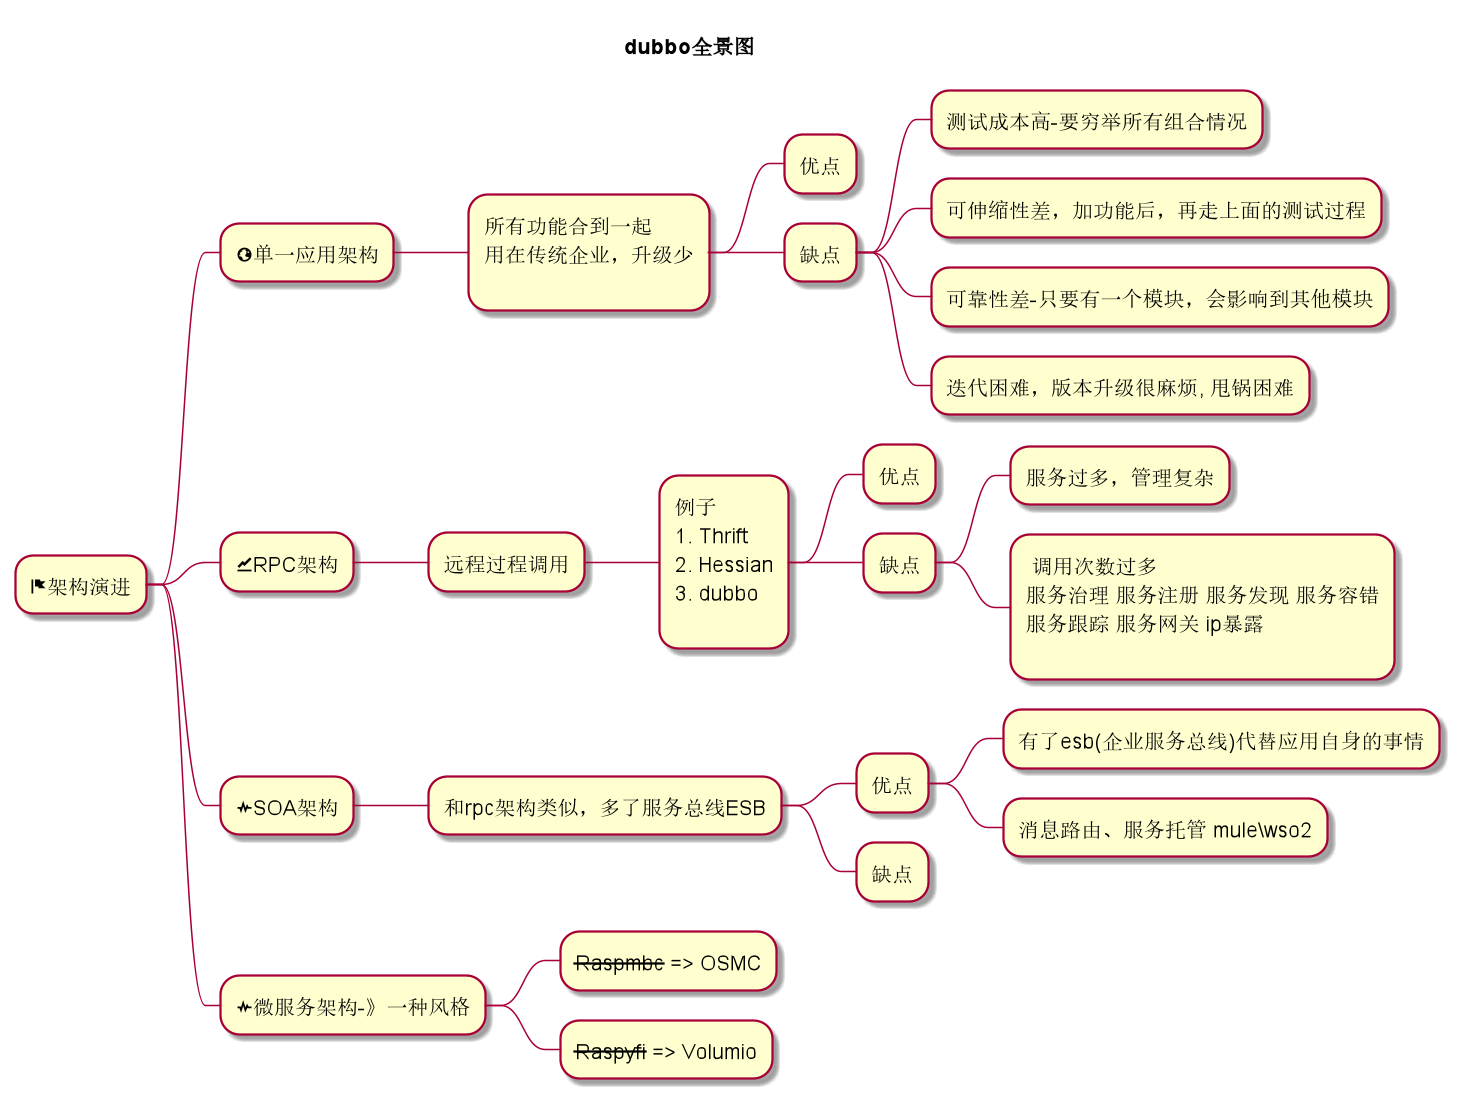 dubbo全景图
架构演进
单一应用架构
所有功能合到一起
用在传统企业，升级少
优点
缺点
测试成本高-要穷举所有组合情况
可伸缩性差，加功能后，再走上面的测试过程
可靠性差-只要有一个模块，会影响到其他模块
迭代困难，版本升级很麻烦, 甩锅困难
RPC架构
远程过程调用
例子
1. Thrift
2. Hessian
3. dubbo
优点
缺点
服务过多，管理复杂
调用次数过多
服务治理 服务注册 服务发现 服务容错
服务跟踪 服务网关 ip暴露
SOA架构
和rpc架构类似，多了服务总线ESB
优点
有了esb(企业服务总线)代替应用自身的事情
消息路由、服务托管 mule\wso2
缺点
微服务架构-》一种风格
Raspmbc => OSMC
Raspyfi => Volumio